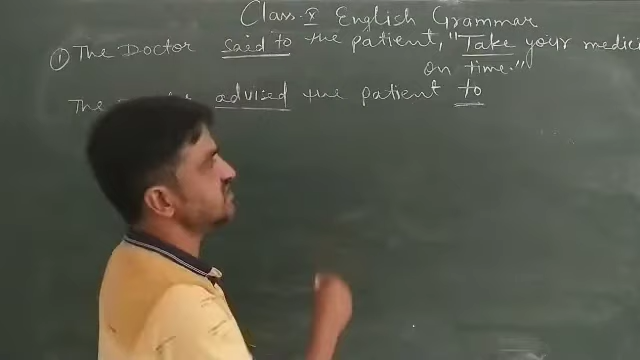 Class. X English Grammar
① The Doctor said to the patient, "Take your medici
on time."
The advised the patient to